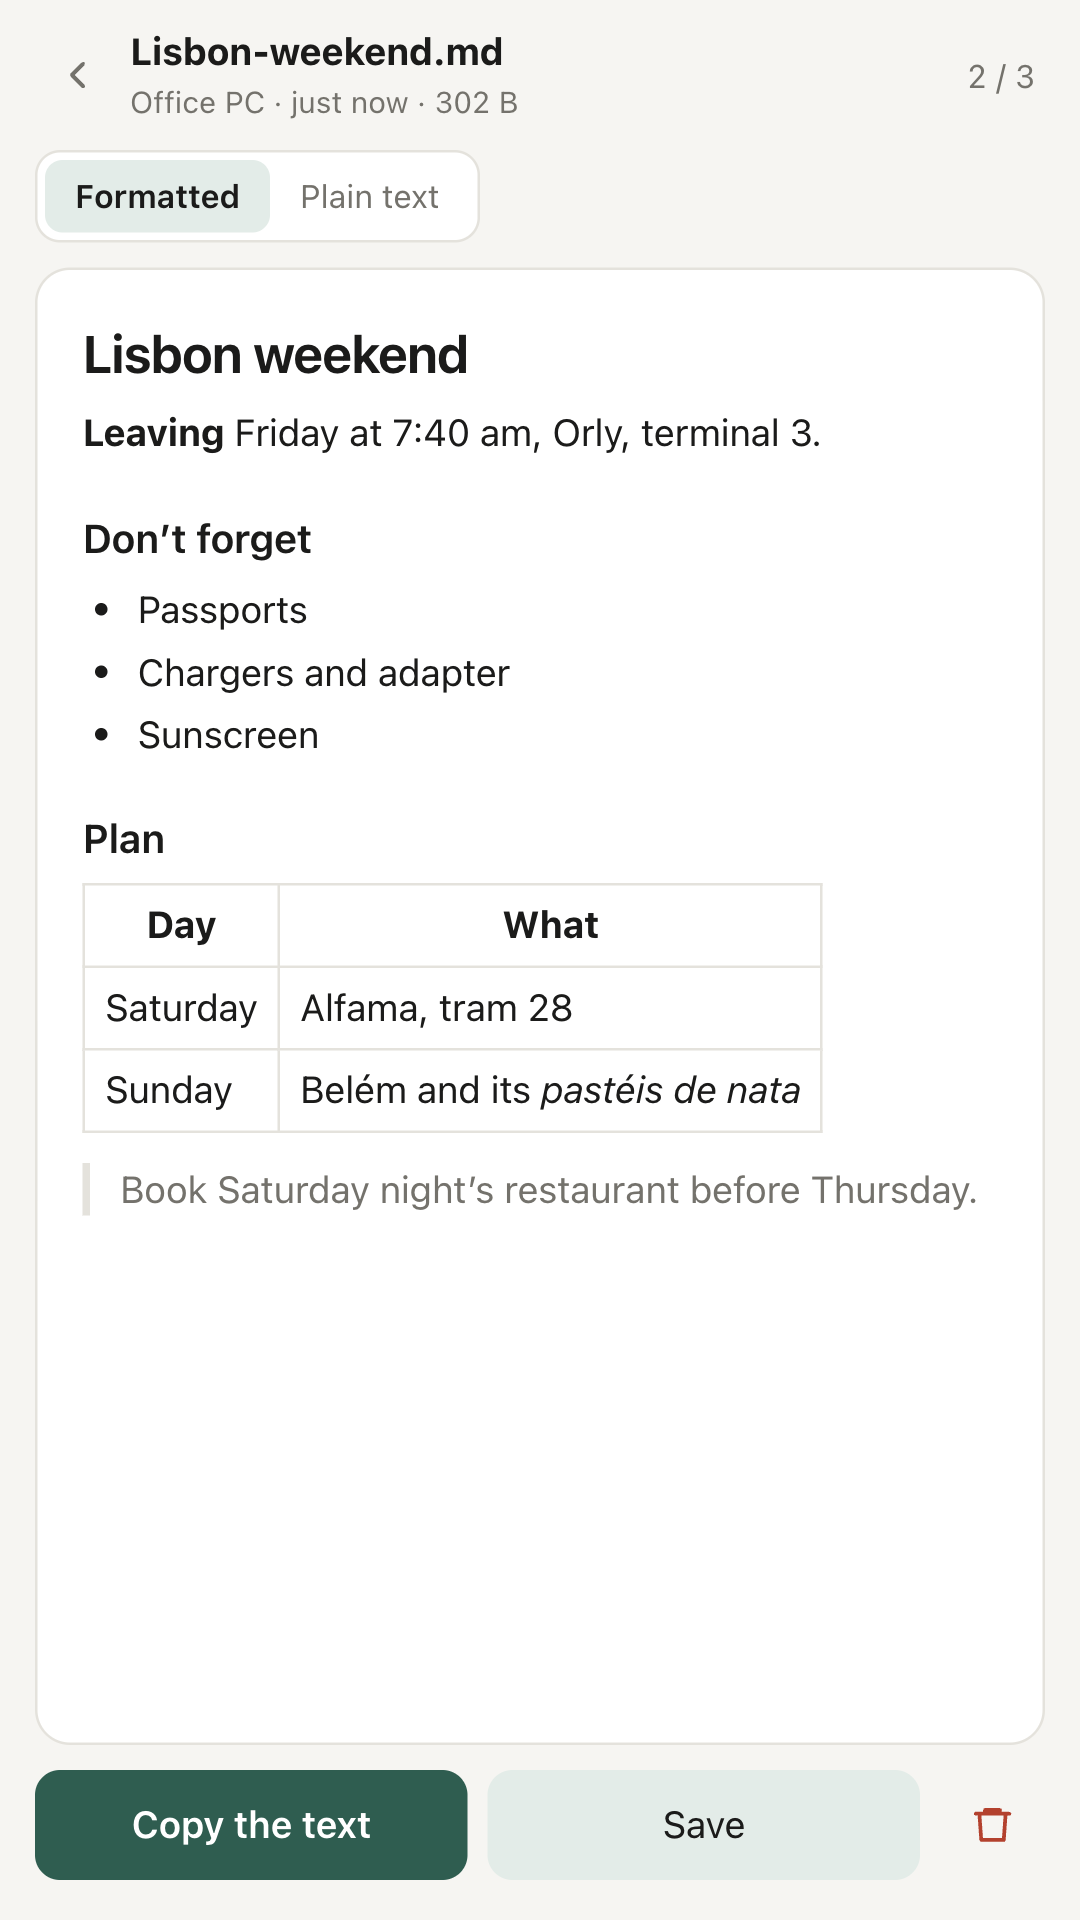 Lisbon-weekend.md
Office PC · just now · 302 B
2 / 3
Formatted
Plain text
Lisbon weekend
Leaving Friday at 7:40 am, Orly, terminal 3.
Don’t forget
• Passports
• Chargers and adapter
• Sunscreen
Plan
Day What
Saturday Alfama, tram 28
Sunday Belém and its pastéis de nata
Book Saturday night’s restaurant before Thursday.
Copy the text
Save